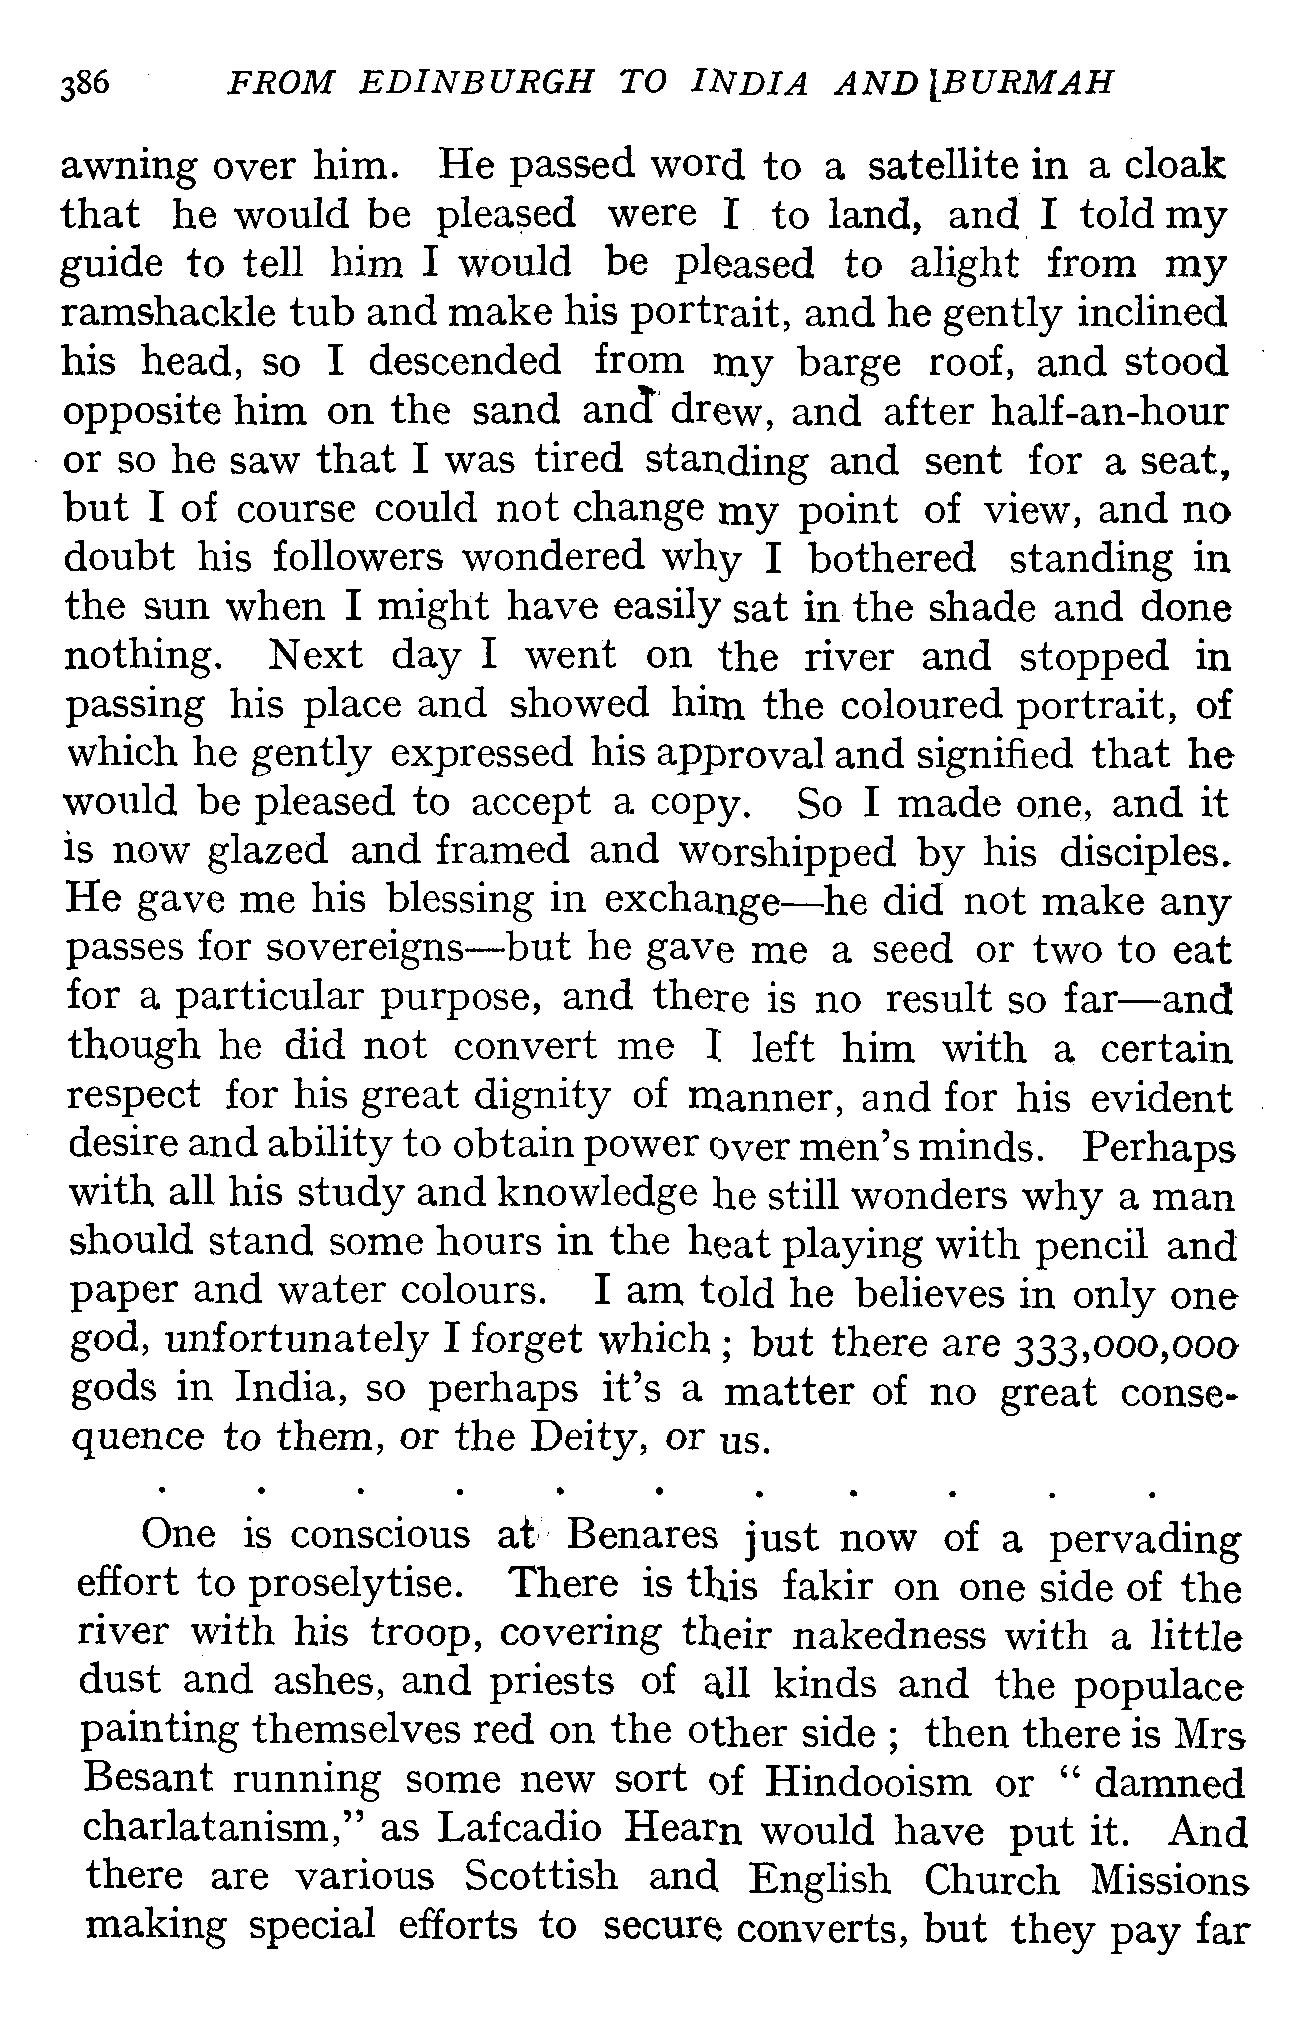 386 FROM EDINBURGH TO INDIA AND [BURMAH
awning over him. He passed word to a satellite in a cloak
that he would be pleased were I to land, and I told my
guide to tell him I would be pleased to alight from my
ramshackle tub and make his portrait, and he gently inclined
his head, so I descended from my barge roof, and stood
opposite him on the sand and drew, and after half-an-hour
or so he saw that I was tired standing and sent for a seat,
but I of course could not change my point of view, and no
doubt his followers wondered why I bothered standing in
the sun when I might have easily sat in the shade and done
nothing. Next day I went on the river and stopped in
passing his place and showed him the coloured portrait, of
which he gently expressed his approval and signified that he
would be pleased to accept a copy. So I made one, and it
is now glazed and framed and worshipped by his disciples.
He gave me his blessing in exchange—he did not make any
passes for sovereigns—but he gave me a seed or two to eat
for a particular purpose, and there is no result so far—and
though he did not convert me I left him with a certain
respect for his great dignity of manner, and for his evident
desire and ability to obtain power over men's minds. Perhaps
with all his study and knowledge he still wonders why a man
should stand some hours in the heat playing with pencil and
paper and water colours. I am told he believes in only one
god, unfortunately I forget which ; but there are 333,000,000
gods in India, so perhaps it's a matter of no great conse-
quence to them, or the Deity, or us.
. . . . . . . . . . .
One is conscious at Benares just now of a pervading
effort to proselytise. There is this fakir on one side of the
river with his troop, covering their nakedness with a little
dust and ashes, and priests of all kinds and the populace
painting themselves red on the other side ; then there is Mrs
Besant running some new sort of Hindooism or “ damned
charlatanism,” as Lafcadio Hearn would have put it. And
there are various Scottish and English Church Missions
making special efforts to secure converts, but they pay far